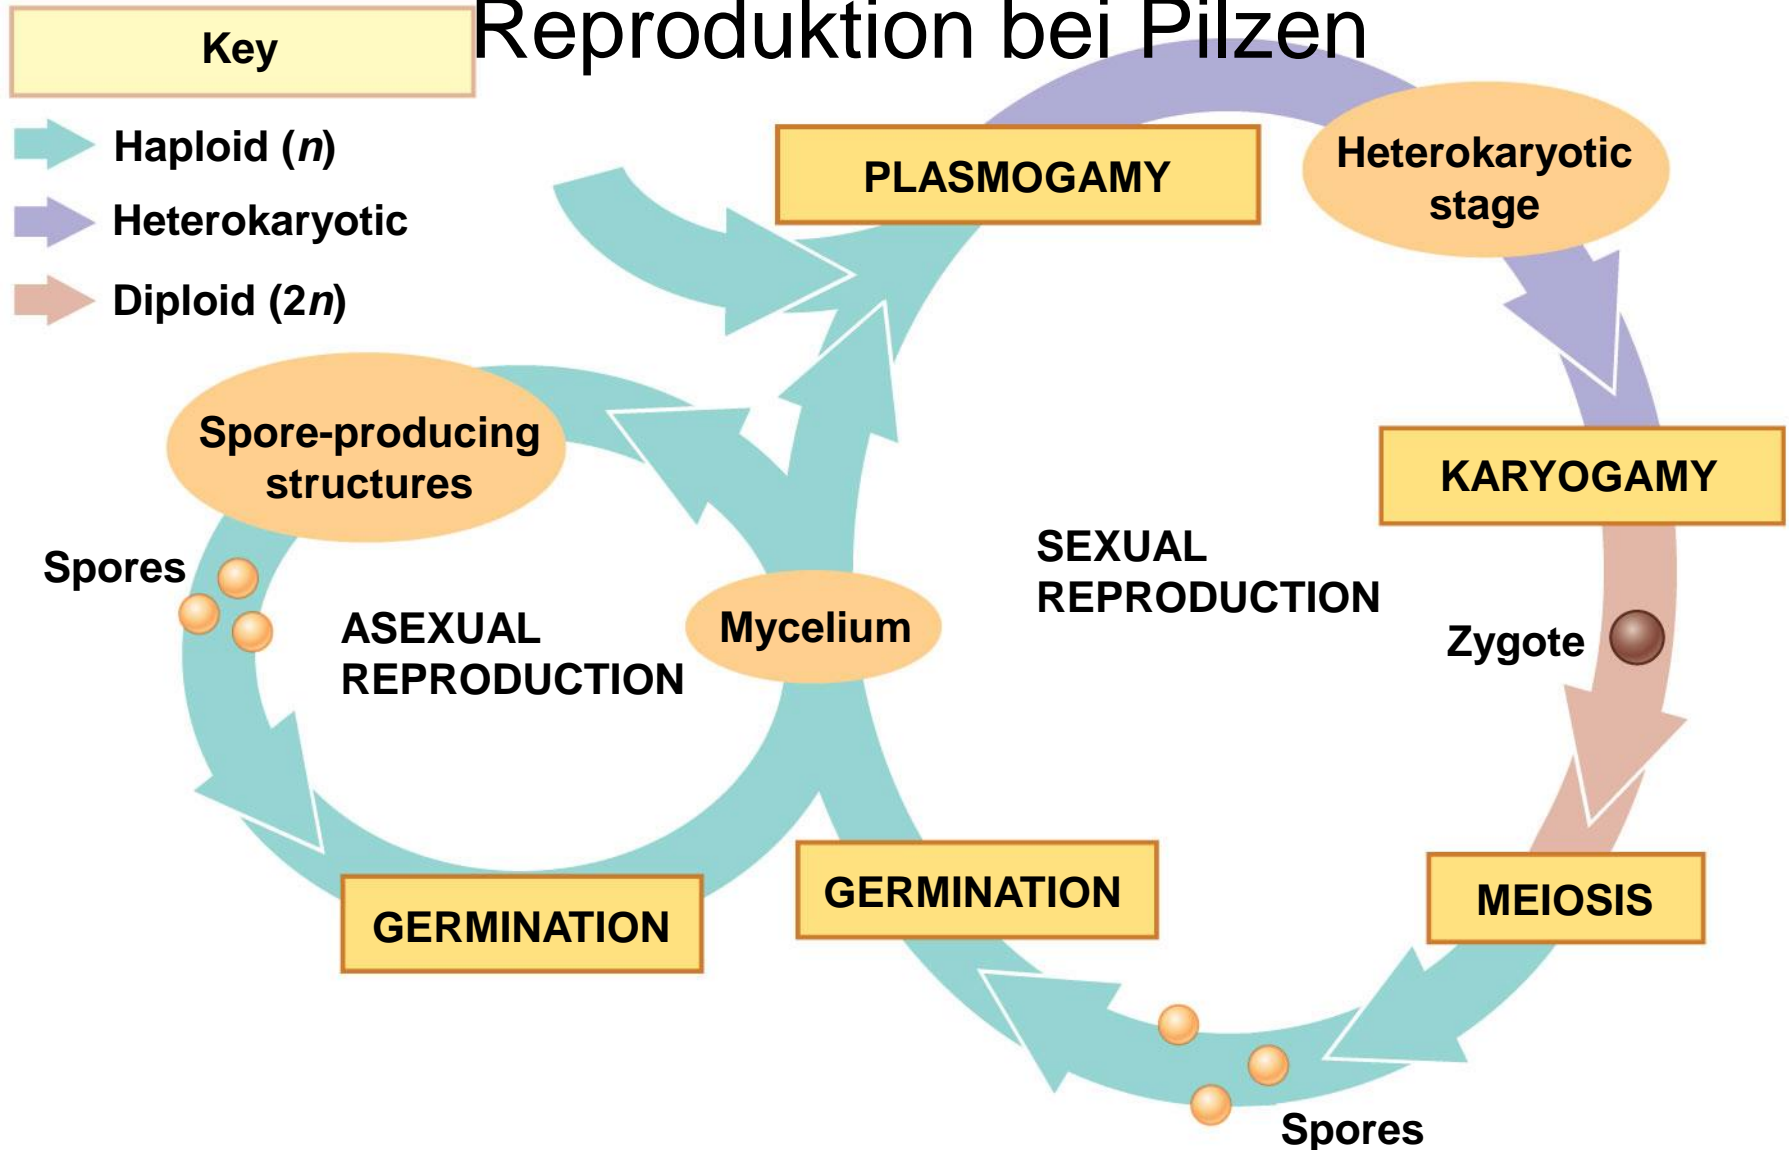 Reproduktion bei Pilzen
Key
Haploid (n)
Heterokaryotic
Diploid (2n)
PLASMOGAMY
Heterokaryotic
stage
KARYOGAMY
Spore-producing
structures
Spores
ASEXUAL
REPRODUCTION
Mycelium
SEXUAL
REPRODUCTION
Zygote
GERMINATION
GERMINATION
MEIOSIS
Spores